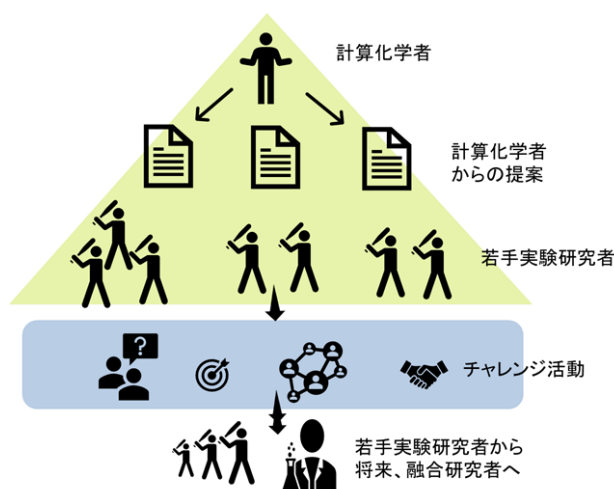 計算化学者
計算化学者
からの提案
若手実験研究者
?
チャレンジ活動
若手実験研究者から
将来、融合研究者へ